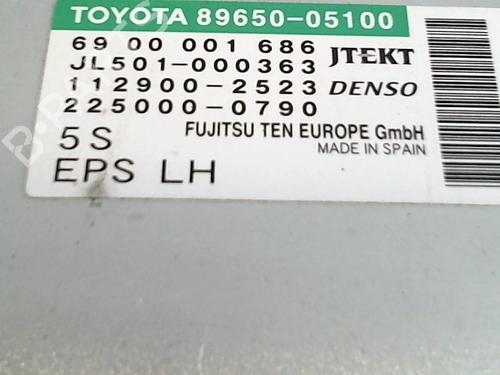 TOYOTA 89650-05100
69 00 001 686 JTEKT
JL501-000363
112900-2523 DENSO
225000-0790
5S FUJITSU TEN EUROPE GmbH
MADE IN SPAIN
EPS LH